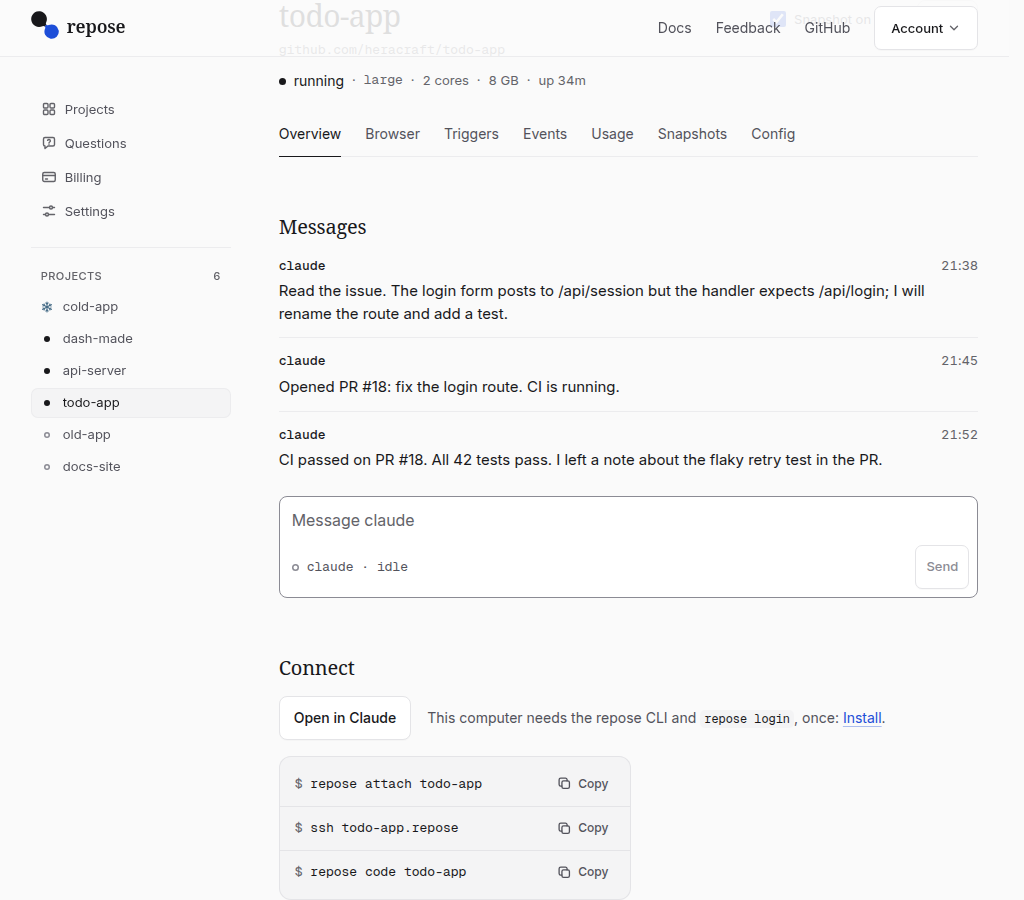 repose
todo-app
Snapshot on
github.com/heracraft/todo-app
Docs
Feedback
GitHub
Account
running · large · 2 cores · 8 GB · up 34m
Projects
Questions
Billing
Settings
PROJECTS 6
cold-app
dash-made
api-server
todo-app
old-app
docs-site
Overview Browser Triggers Events Usage Snapshots Config
Messages
claude 21:38
Read the issue. The login form posts to /api/session but the handler expects /api/login; I will
rename the route and add a test.
claude 21:45
Opened PR #18: fix the login route. CI is running.
claude 21:52
CI passed on PR #18. All 42 tests pass. I left a note about the flaky retry test in the PR.
Message claude
claude · idle
Send
Connect
Open in Claude
This computer needs the repose CLI and repose login, once: Install.
$ repose attach todo-app Copy
$ ssh todo-app.repose Copy
$ repose code todo-app Copy